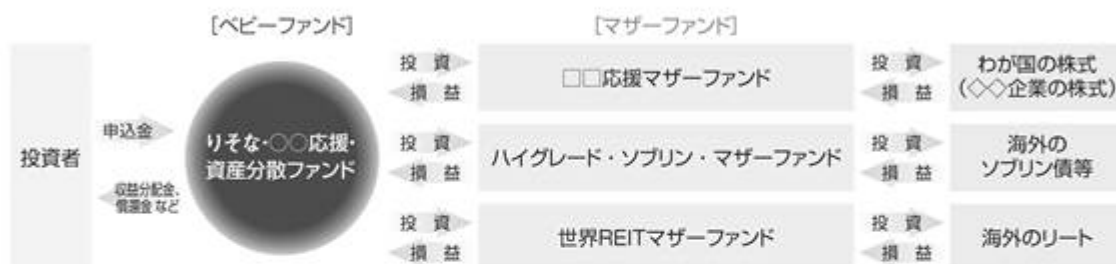 [ベビーファンド]
[マザーファンド]
投資者
申込金
収益分配金、
償還金 など
りそな・〇〇応援・
資産分散ファンド
投 資
損 益
□□応援マザーファンド
投 資
損 益
わが国の株式
(◇◇企業の株式)
投 資
損 益
ハイグレード・ソブリン・マザーファンド
投 資
損 益
海外の
ソブリン債等
投 資
損 益
世界REITマザーファンド
投 資
損 益
海外のリート